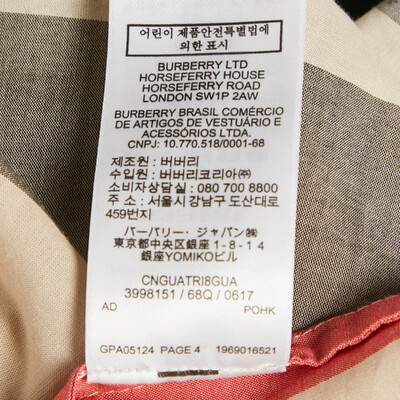 어린이 제품안전특별법에
의한 표시
BURBERRY LTD
HORSEFERRY HOUSE
HORSEFERRY ROAD
LONDON SW1P 2AW
BURBERRY BRASIL COMÉRCIO
DE ARTIGOS DE VESTUÁRIO E
ACESSÓRIOS LTDA.
CNPJ: 10.770.518/0001-68
제조원 : 버버리
수입원 : 버버리코리아㈜
소비자상담실 : 080 700 8800
주소 : 서울시 강남구 도산대로
459번지
バーバリー・ジャパン㈱
東京都中央区銀座 1-8-14
銀座YOMIKOビル
CNGUATRI8GUA
3998151 / 68Q / 0617
AD POHK
GPA05124 PAGE 4 1969016521